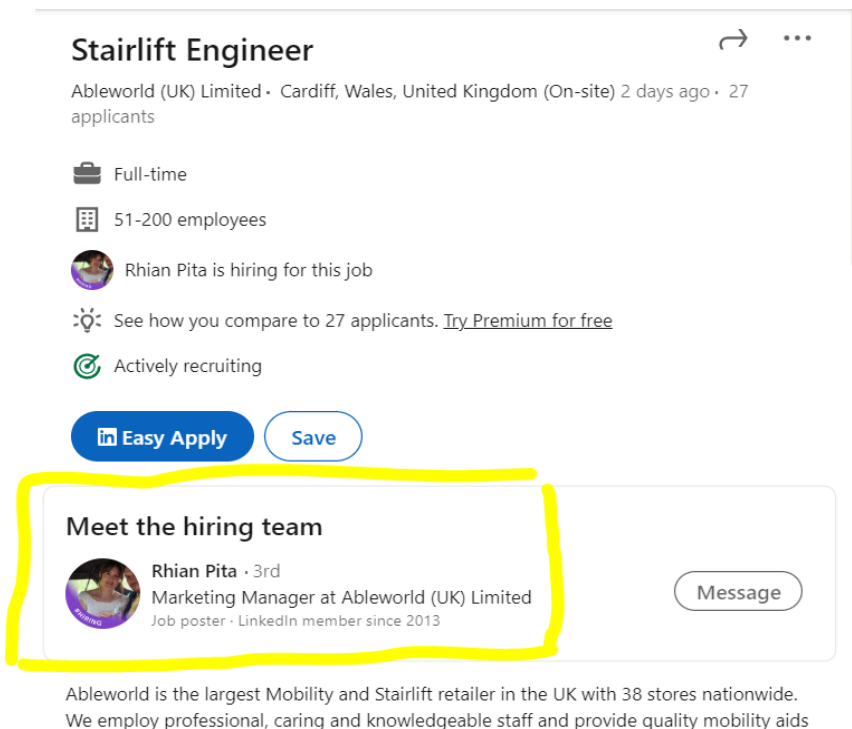 Stairlift Engineer
Ableworld (UK) Limited · Cardiff, Wales, United Kingdom (On-site) 2 days ago · 27
applicants
Full-time
51-200 employees
Rhian Pita is hiring for this job
See how you compare to 27 applicants. Try Premium for free
Actively recruiting
in Easy Apply Save
Meet the hiring team
Rhian Pita · 3rd
Marketing Manager at Ableworld (UK) Limited
Message
Job poster · LinkedIn member since 2013
#HIRING
Ableworld is the largest Mobility and Stairlift retailer in the UK with 38 stores nationwide.
We employ professional, caring and knowledgeable staff and provide quality mobility aids